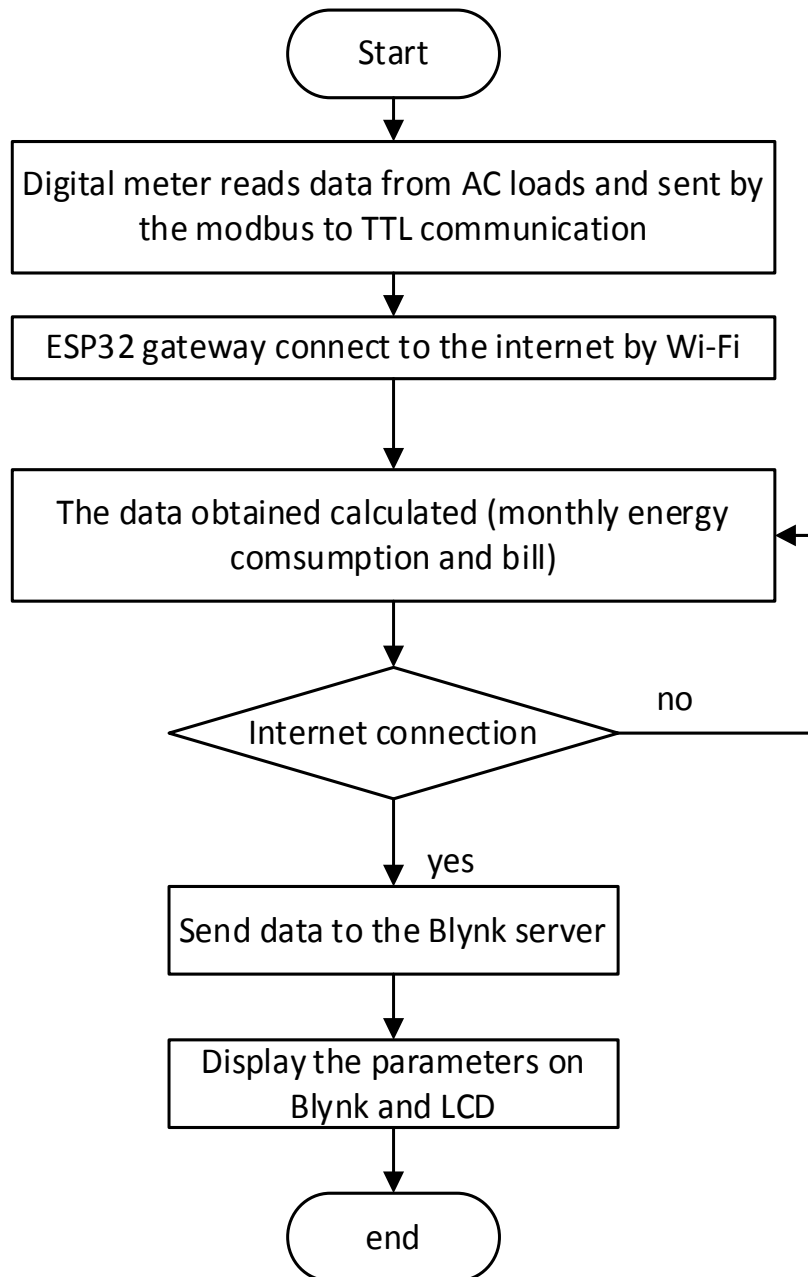 Start
Digital meter reads data from AC loads and sent by
the modbus to TTL communication
ESP32 gateway connect to the internet by Wi-Fi
The data obtained calculated (monthly energy
comsumption and bill)
Internet connection
no
yes
Send data to the Blynk server
Display the parameters on
Blynk and LCD
end